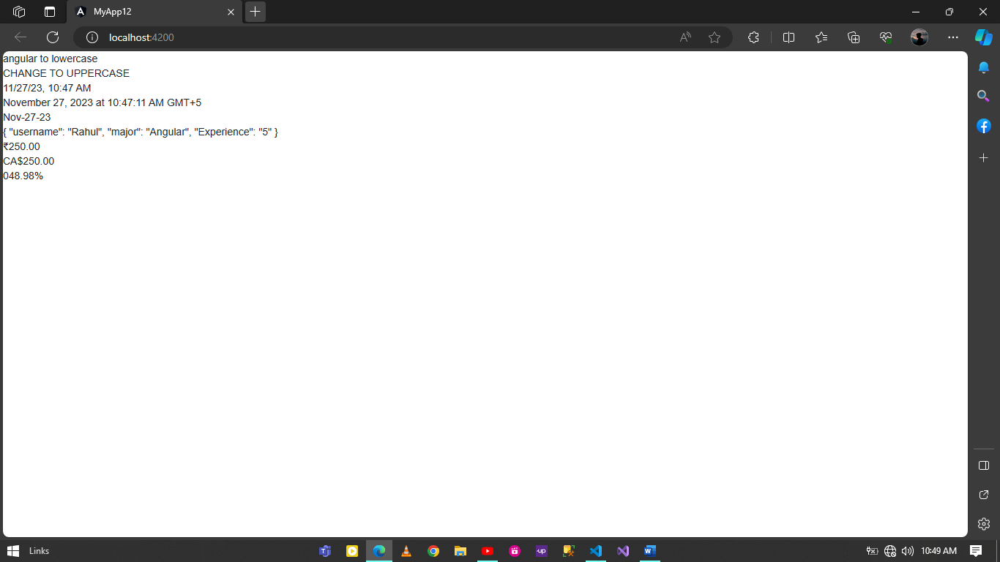 MyApp12
localhost:4200
angular to lowercase
CHANGE TO UPPERCASE
11/27/23, 10:47 AM
November 27, 2023 at 10:47:11 AM GMT+5
Nov-27-23
{ "username": "Rahul", "major": "Angular", "Experience": "5" }
₹250.00
CA$250.00
048.98%
Links
10:49 AM